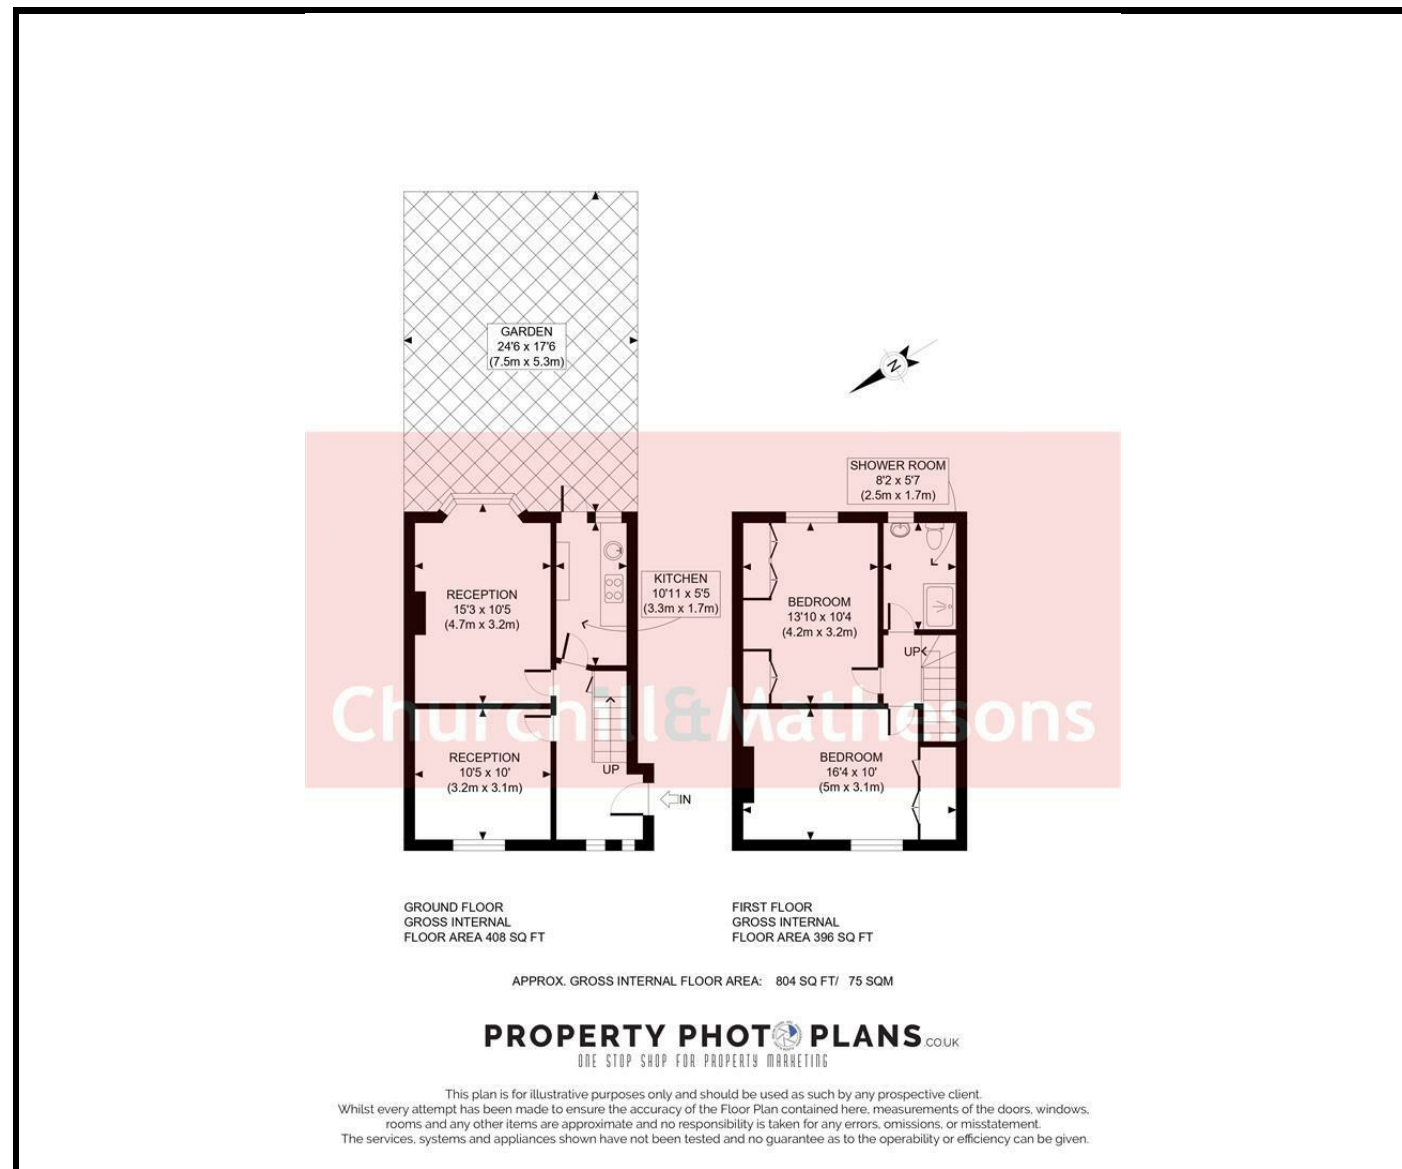 GARDEN
24'6 x 17'6
(7.5m x 5.3m)
N
SHOWER ROOM
8'2 x 5'7
(2.5m x 1.7m)
KITCHEN
10'11 x 5'5
(3.3m x 1.7m)
RECEPTION
15'3 x 10'5
(4.7m x 3.2m)
BEDROOM
13'10 x 10'4
(4.2m x 3.2m)
UP
Churchill&Mathesons
RECEPTION
10'5 x 10'
(3.2m x 3.1m)
UP
IN
BEDROOM
16'4 x 10'
(5m x 3.1m)
GROUND FLOOR
GROSS INTERNAL
FLOOR AREA 408 SQ FT
FIRST FLOOR
GROSS INTERNAL
FLOOR AREA 396 SQ FT
APPROX. GROSS INTERNAL FLOOR AREA: 804 SQ FT/ 75 SQM
PROPERTY PHOTO PLANS.CO.UK
ONE STOP SHOP FOR PROPERTY MARKETING
This plan is for illustrative purposes only and should be used as such by any prospective client.
Whilst every attempt has been made to ensure the accuracy of the Floor Plan contained here, measurements of the doors, windows,
rooms and any other items are approximate and no responsibility is taken for any errors, omissions, or misstatement.
The services, systems and appliances shown have not been tested and no guarantee as to the operability or efficiency can be given.